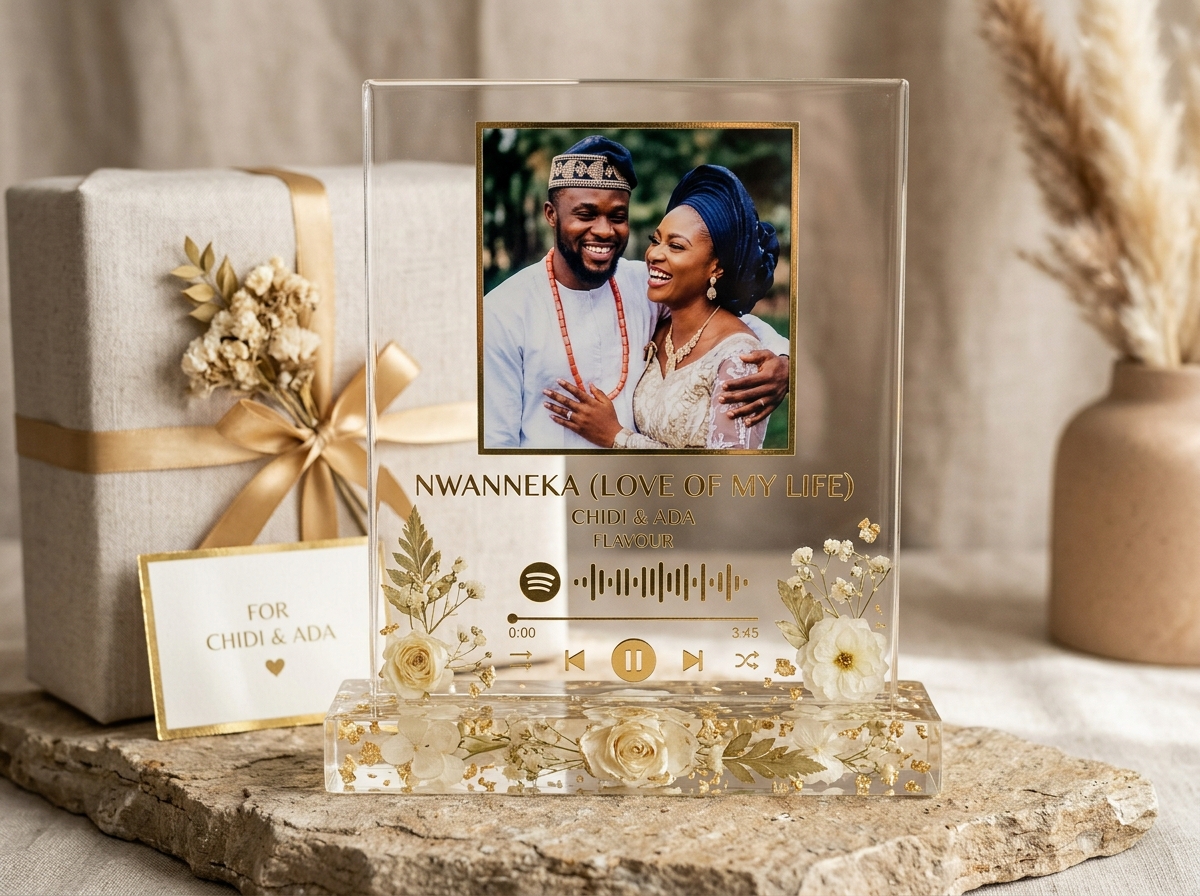 NWANNEKA (LOVE OF MY LIFE)
CHIDI & ADA
FLAVOUR
0:00 3:45
FOR
CHIDI & ADA